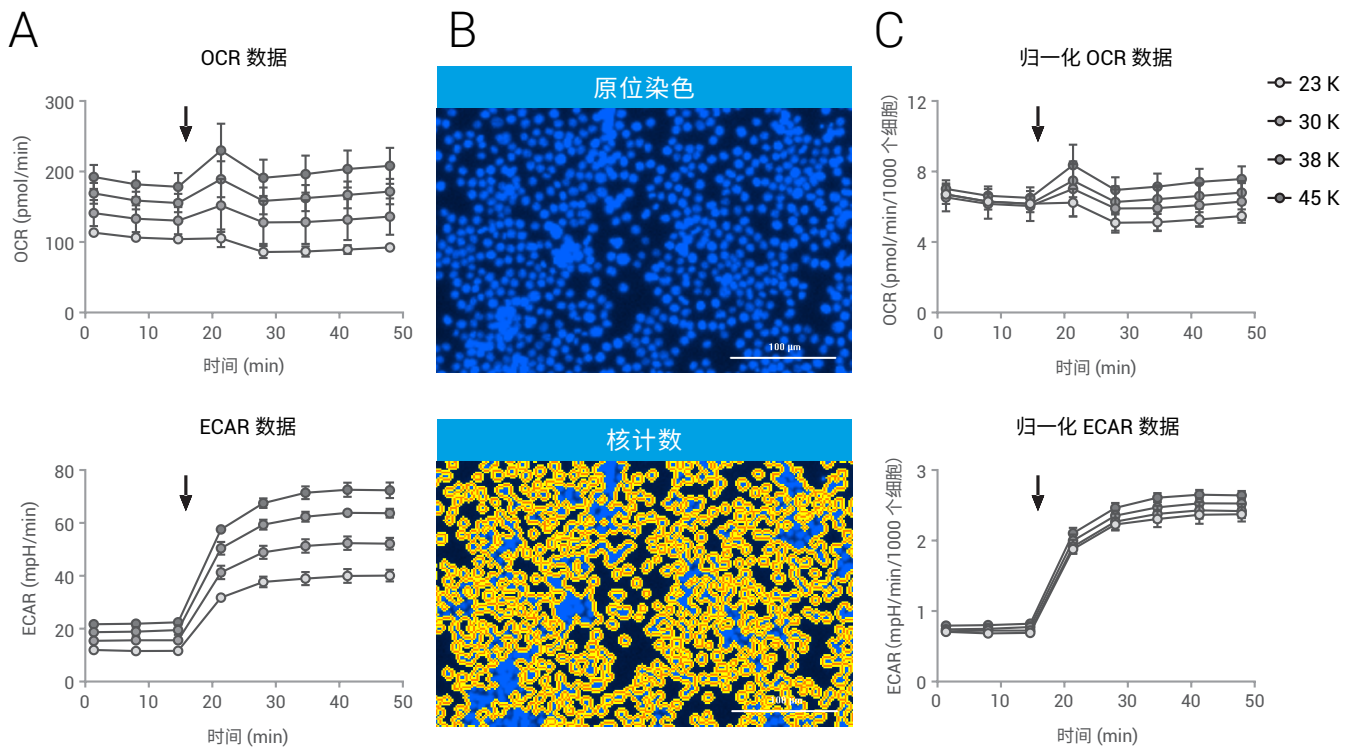 A
OCR 数据
OCR (pmol/min)
300
200
100
0
0 10 20 30 40 50
时间 (min)
B
原位染色
100 µm
C
归一化 OCR 数据
OCR (pmol/min/1000 个细胞)
12
8
4
0
0 10 20 30 40 50
时间 (min)
23 K
30 K
38 K
45 K
ECAR 数据
ECAR (mpH/min)
80
60
40
20
0
0 10 20 30 40 50
时间 (min)
核计数
归一化 ECAR 数据
ECAR (mpH/min/1000 个细胞)
3
2
1
0
0 10 20 30 40 50
时间 (min)